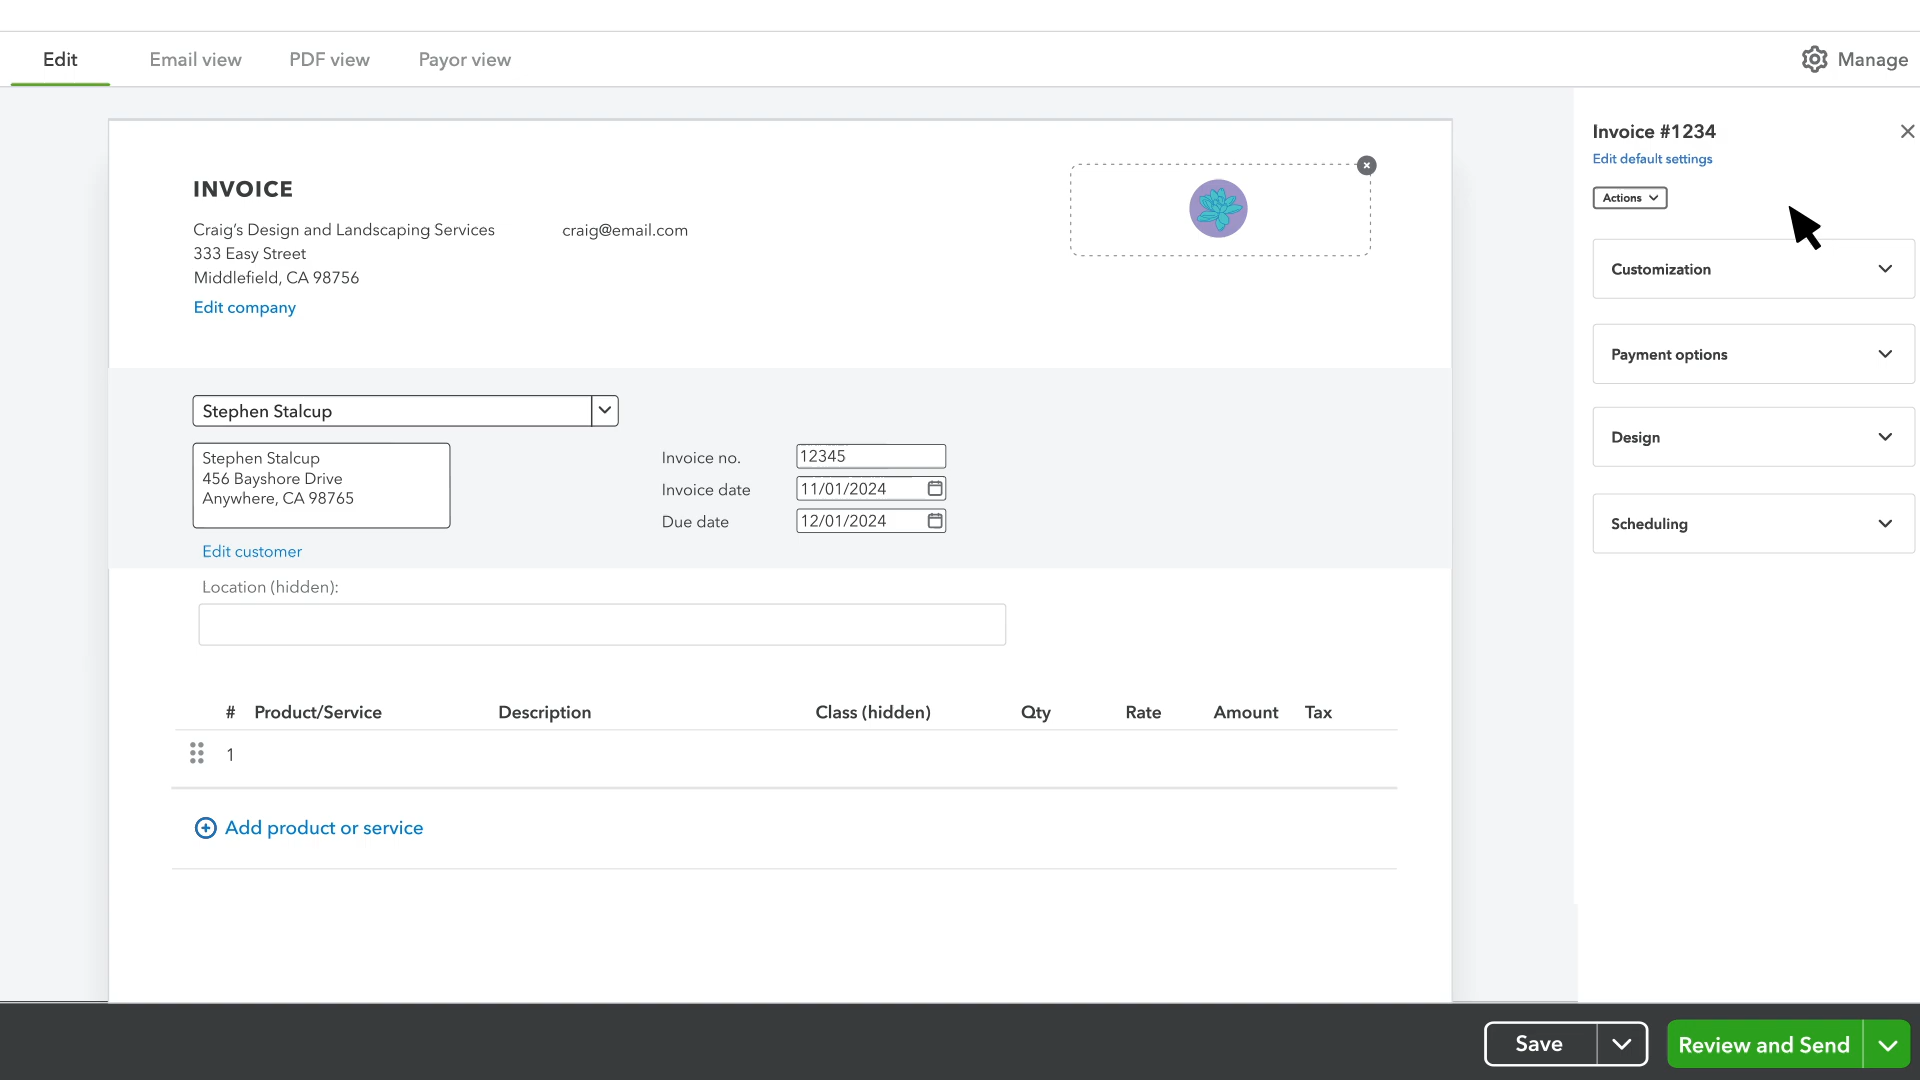 Edit
Email view
PDF view
Payor view
Manage
INVOICE
Craig's Design and Landscaping Services
craig@email.com
333 Easy Street
Middlefield, CA 98756
Edit company
Stephen Stalcup
Stephen Stalcup
456 Bayshore Drive
Anywhere, CA 98765
Edit customer
Invoice no. 12345
Invoice date 11/01/2024
Due date 12/01/2024
Location (hidden):
# Product/Service Description Class (hidden) Qty Rate Amount Tax
1
Add product or service
Invoice #1234
Edit default settings
Actions
Customization
Payment options
Design
Scheduling
Save
Review and Send